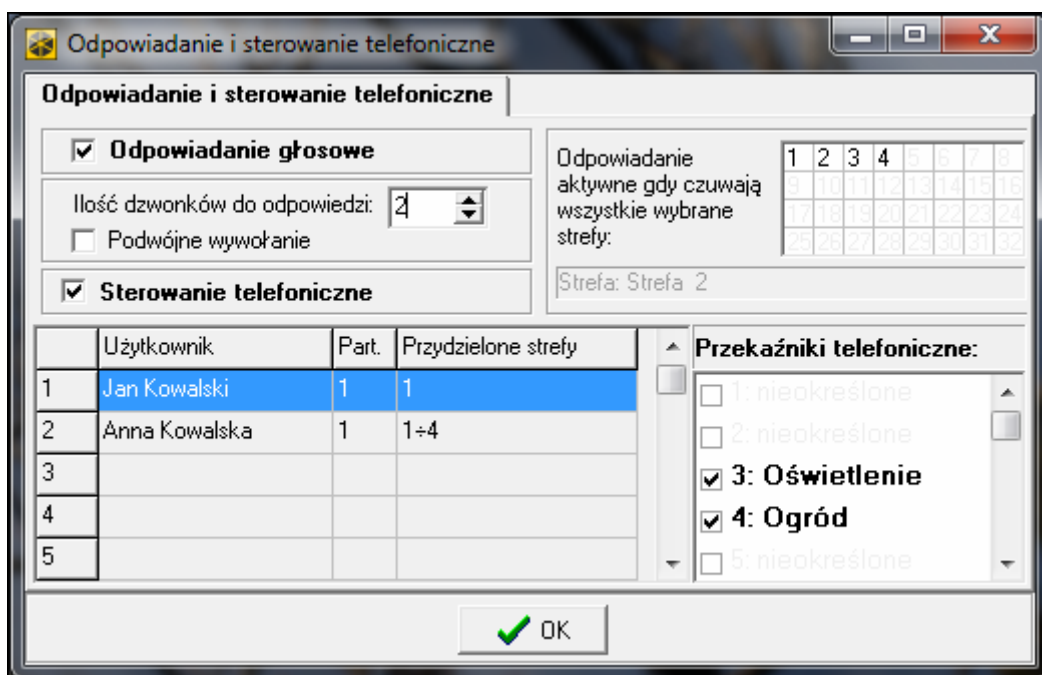 Odpowiadanie i sterowanie telefoniczne
Odpowiadanie i sterowanie telefoniczne
Odpowiadanie głosowe
Ilość dzwonków do odpowiedzi: 2
Podwójne wywołanie
Sterowanie telefoniczne
Odpowiadanie
aktywne gdy czuwają
wszystkie wybrane
strefy:
1 2 3 4 5 6 7 8
9 10 11 12 13 14 15 16
17 18 19 20 21 22 23 24
25 26 27 28 29 30 31 32
Strefa: Strefa 2
Użytkownik Part. Przydzielone strefy
1 Jan Kowalski 1 1
2 Anna Kowalska 1 1÷4
3
4
5
Przekaźniki telefoniczne:
1: nieokreślone
2: nieokreślone
3: Oświetlenie
4: Ogród
5: nieokreślone
OK